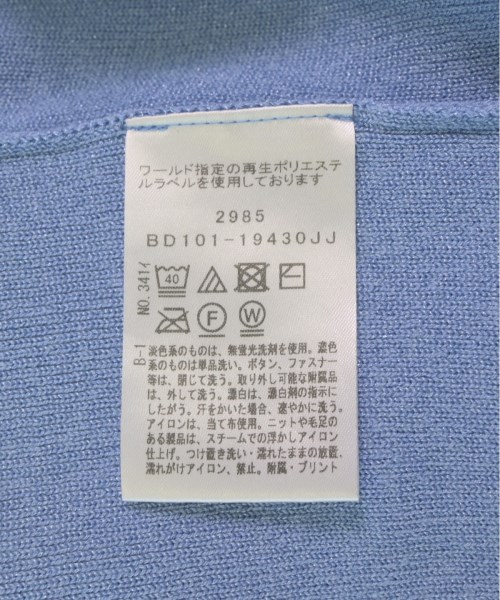 ワールド指定の再生ポリエステ
ルラベルを使用しております
2985
BD101-19430JJ
NO.341イ
40
F
W
B-1
淡色系のものは、無蛍光洗剤を使用。濃色
系のものは単品洗い。ボタン、ファスナー
等は、閉じて洗う。取り外し可能な附属品
は、外して洗う。漂白は、漂白剤の指示に
したがう。汗をかいた場合、速やかに洗う。
アイロンは、当て布使用。ニットや毛足の
ある製品は、スチームでの浮かしアイロン
仕上げ。つけ置き洗い・濡れたままの放置、
濡れがけアイロン、禁止。附属・プリント